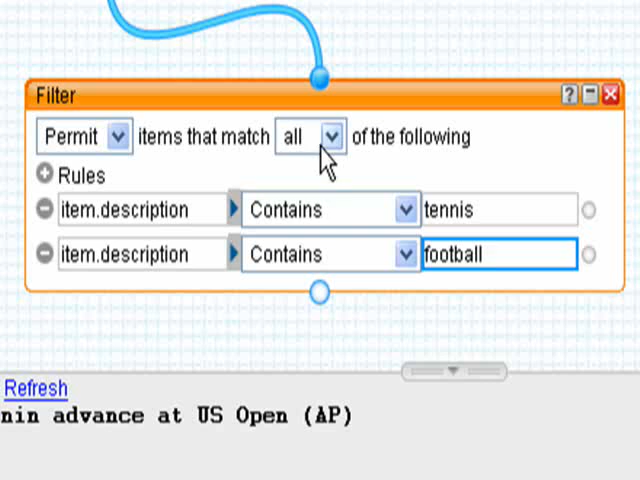 Filter ?
Permit items that match all of the following
Rules
item.description Contains tennis
item.description Contains football
Refresh
nin advance at US Open (AP)